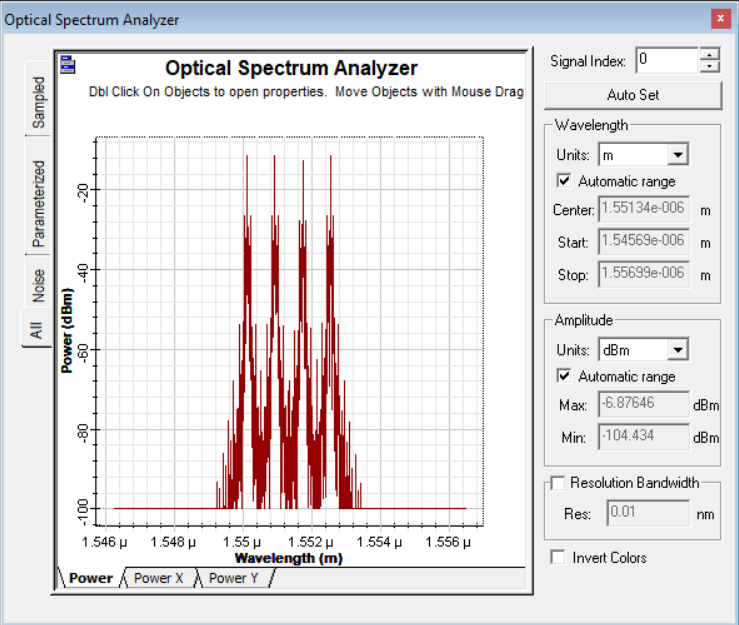 Optical Spectrum Analyzer
x
Sampled
Parameterized
Noise
All
Optical Spectrum Analyzer
Dbl Click On Objects to open properties. Move Objects with Mouse Drag
Power (dBm)
-20
-40
-60
-80
-100
1.546 µ 1.548 µ 1.55 µ 1.552 µ 1.554 µ 1.556 µ
Wavelength (m)
Power Power X Power Y
Signal Index: 0
Auto Set
Wavelength
Units: m
Automatic range
Center: 1.55134e-006 m
Start: 1.54569e-006 m
Stop: 1.55699e-006 m
Amplitude
Units: dBm
Automatic range
Max: -6.87646 dBm
Min: -104.434 dBm
Resolution Bandwidth
Res: 0.01 nm
Invert Colors